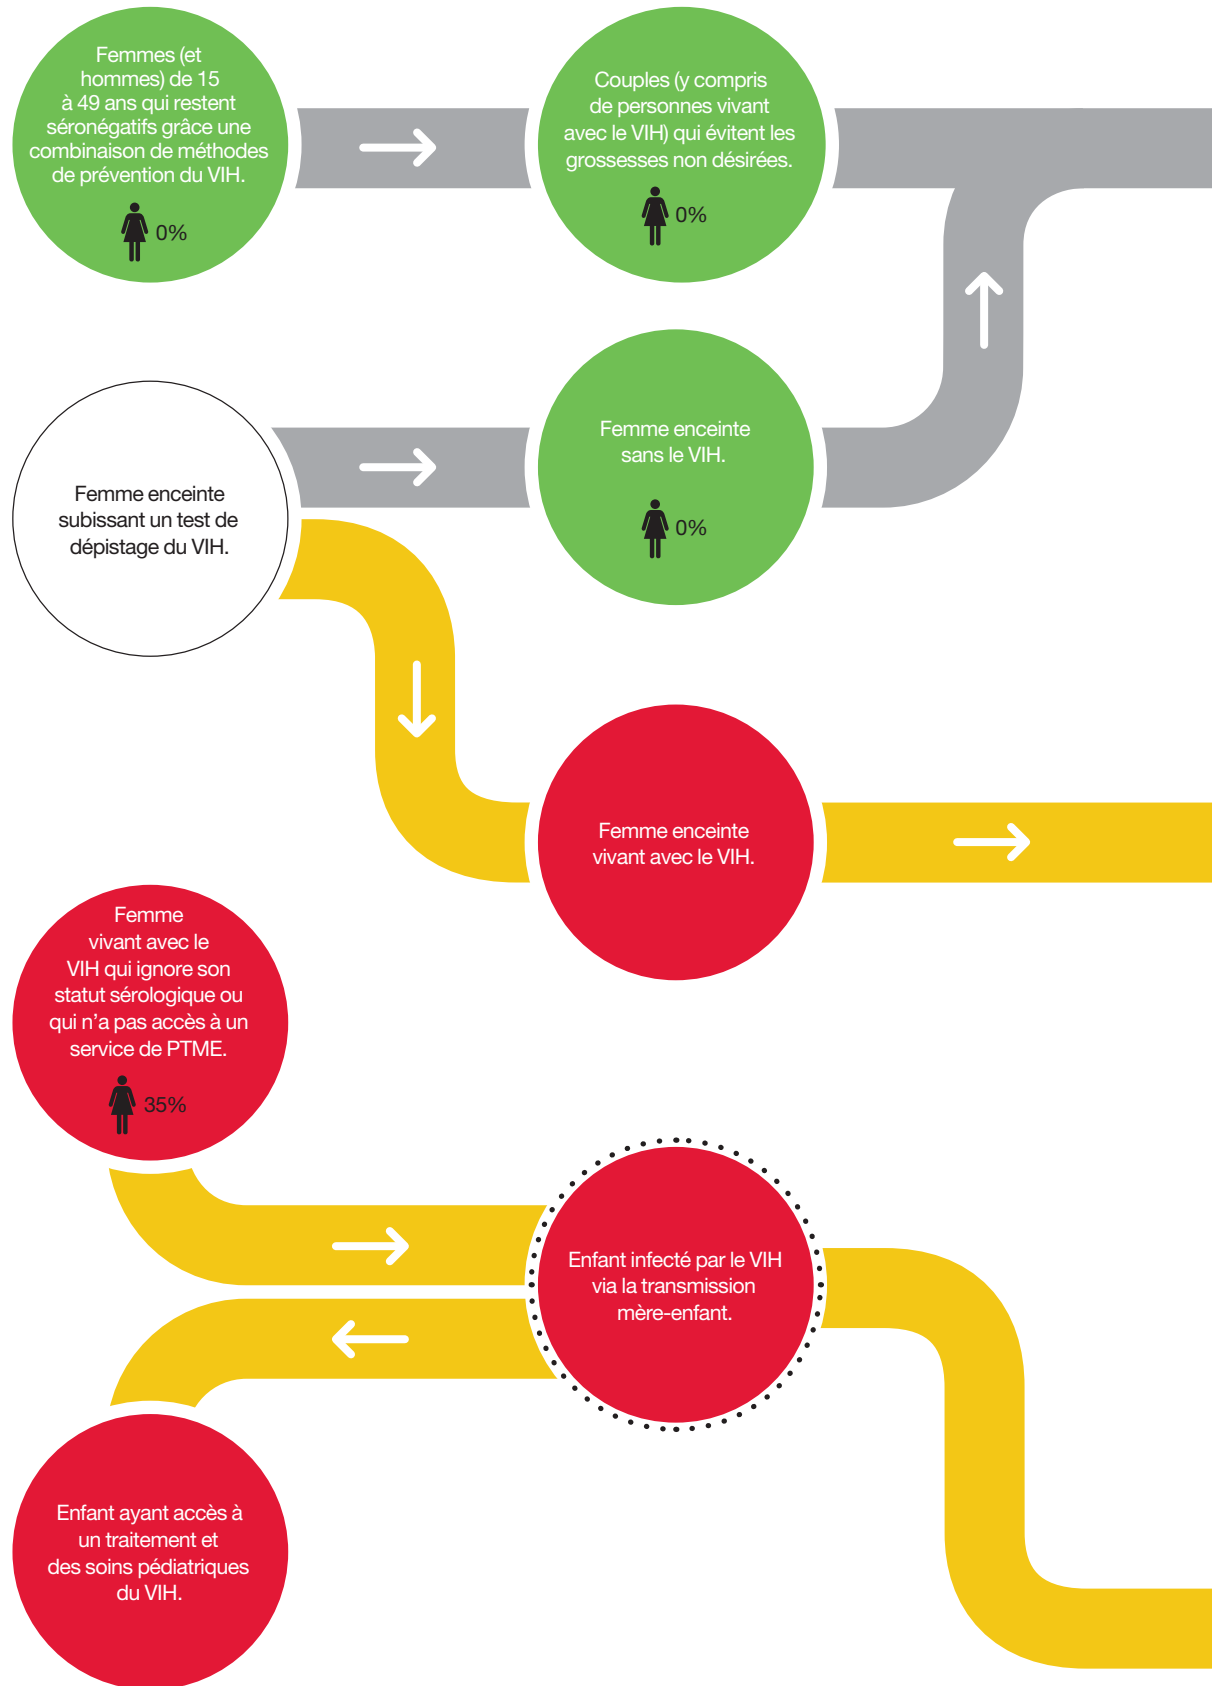 Femmes (et
hommes) de 15
à 49 ans qui restent
séronégatifs grâce une
combinaison de méthodes
de prévention du VIH.
0%
Couples (y compris
de personnes vivant
avec le VIH) qui évitent les
grossesses non désirées.
0%
Femme enceinte
subissant un test de
dépistage du VIH.
Femme enceinte
sans le VIH.
0%
Femme enceinte
vivant avec le VIH.
Femme
vivant avec le
VIH qui ignore son
statut sérologique ou
qui n’a pas accès à un
service de PTME.
35%
Enfant infecté par le VIH
via la transmission
mère-enfant.
Enfant ayant accès à
un traitement et
des soins pédiatriques
du VIH.